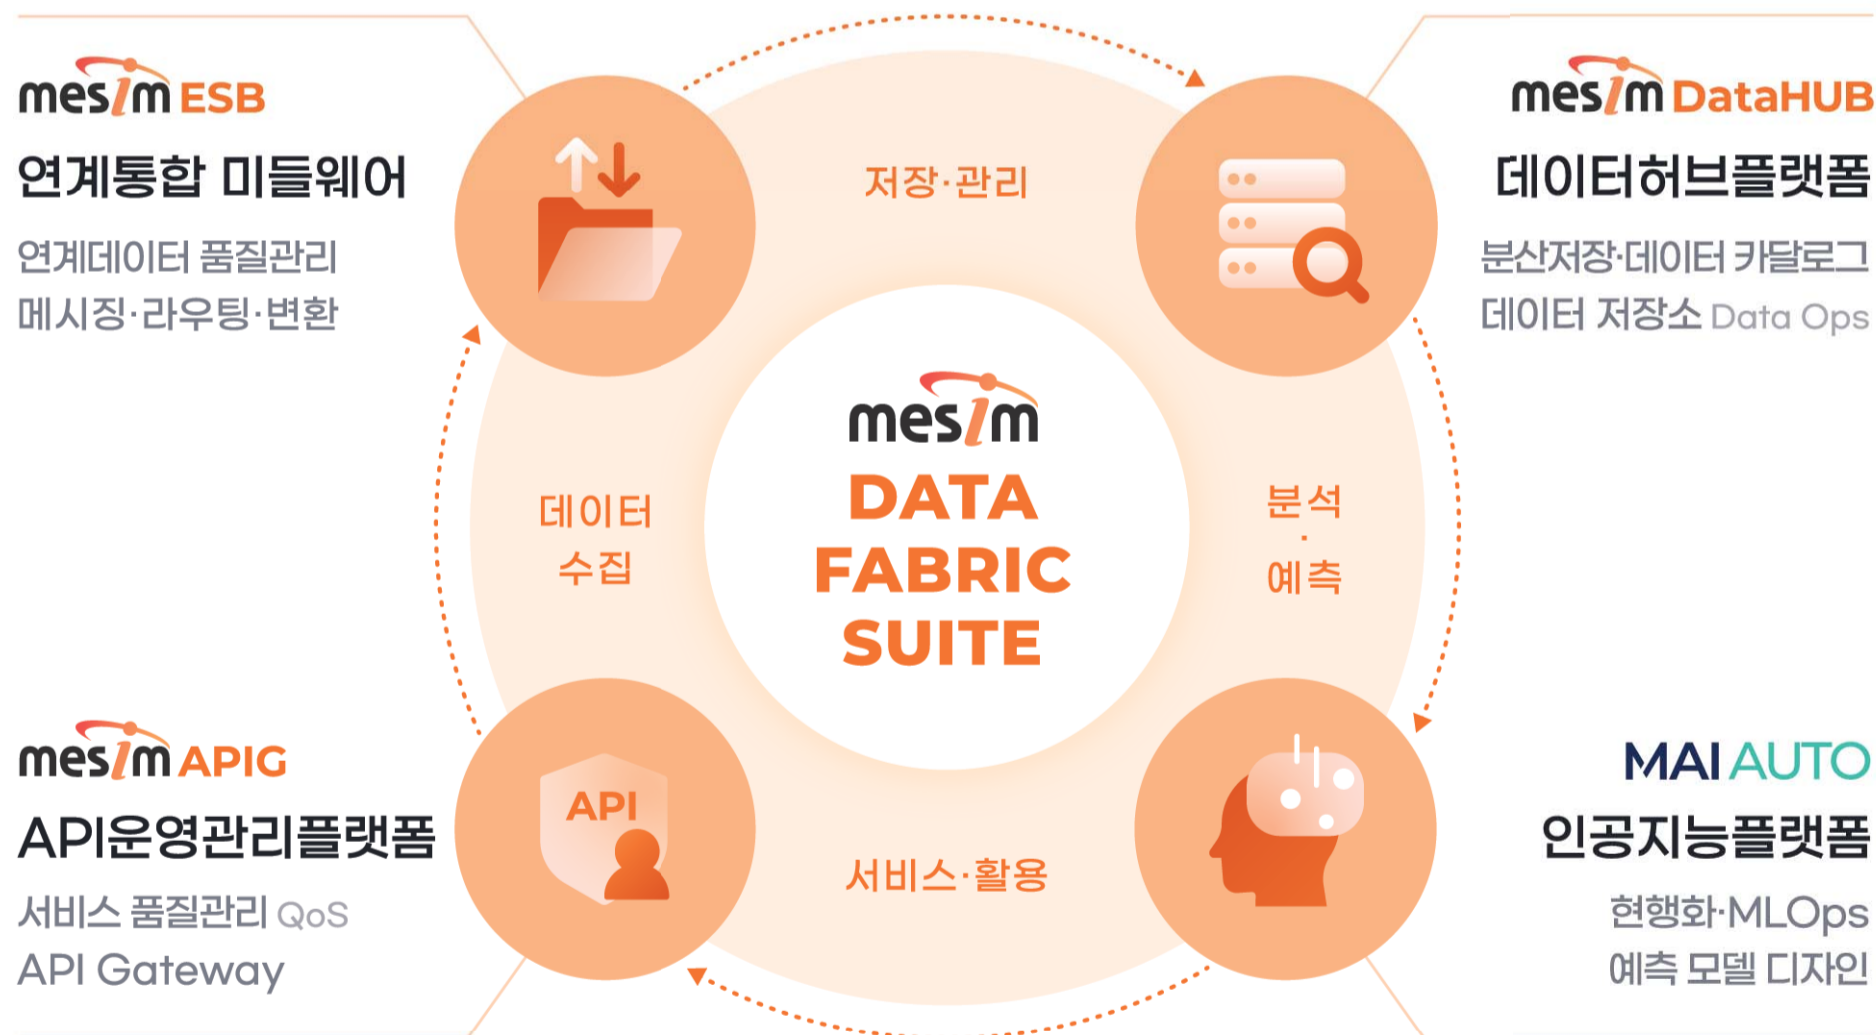 mesim ESB
연계통합 미들웨어
연계데이터 품질관리
메시징·라우팅·변환
저장·관리
mesim DataHUB
데이터허브플랫폼
분산저장·데이터 카달로그
데이터 저장소 Data Ops
데이터
수집
mesim
DATA
FABRIC
SUITE
분석
·
예측
mesim APIG
API운영관리플랫폼
서비스 품질관리 QoS
API Gateway
API
서비스·활용
MAI AUTO
인공지능플랫폼
현행화·MLOps
예측 모델 디자인